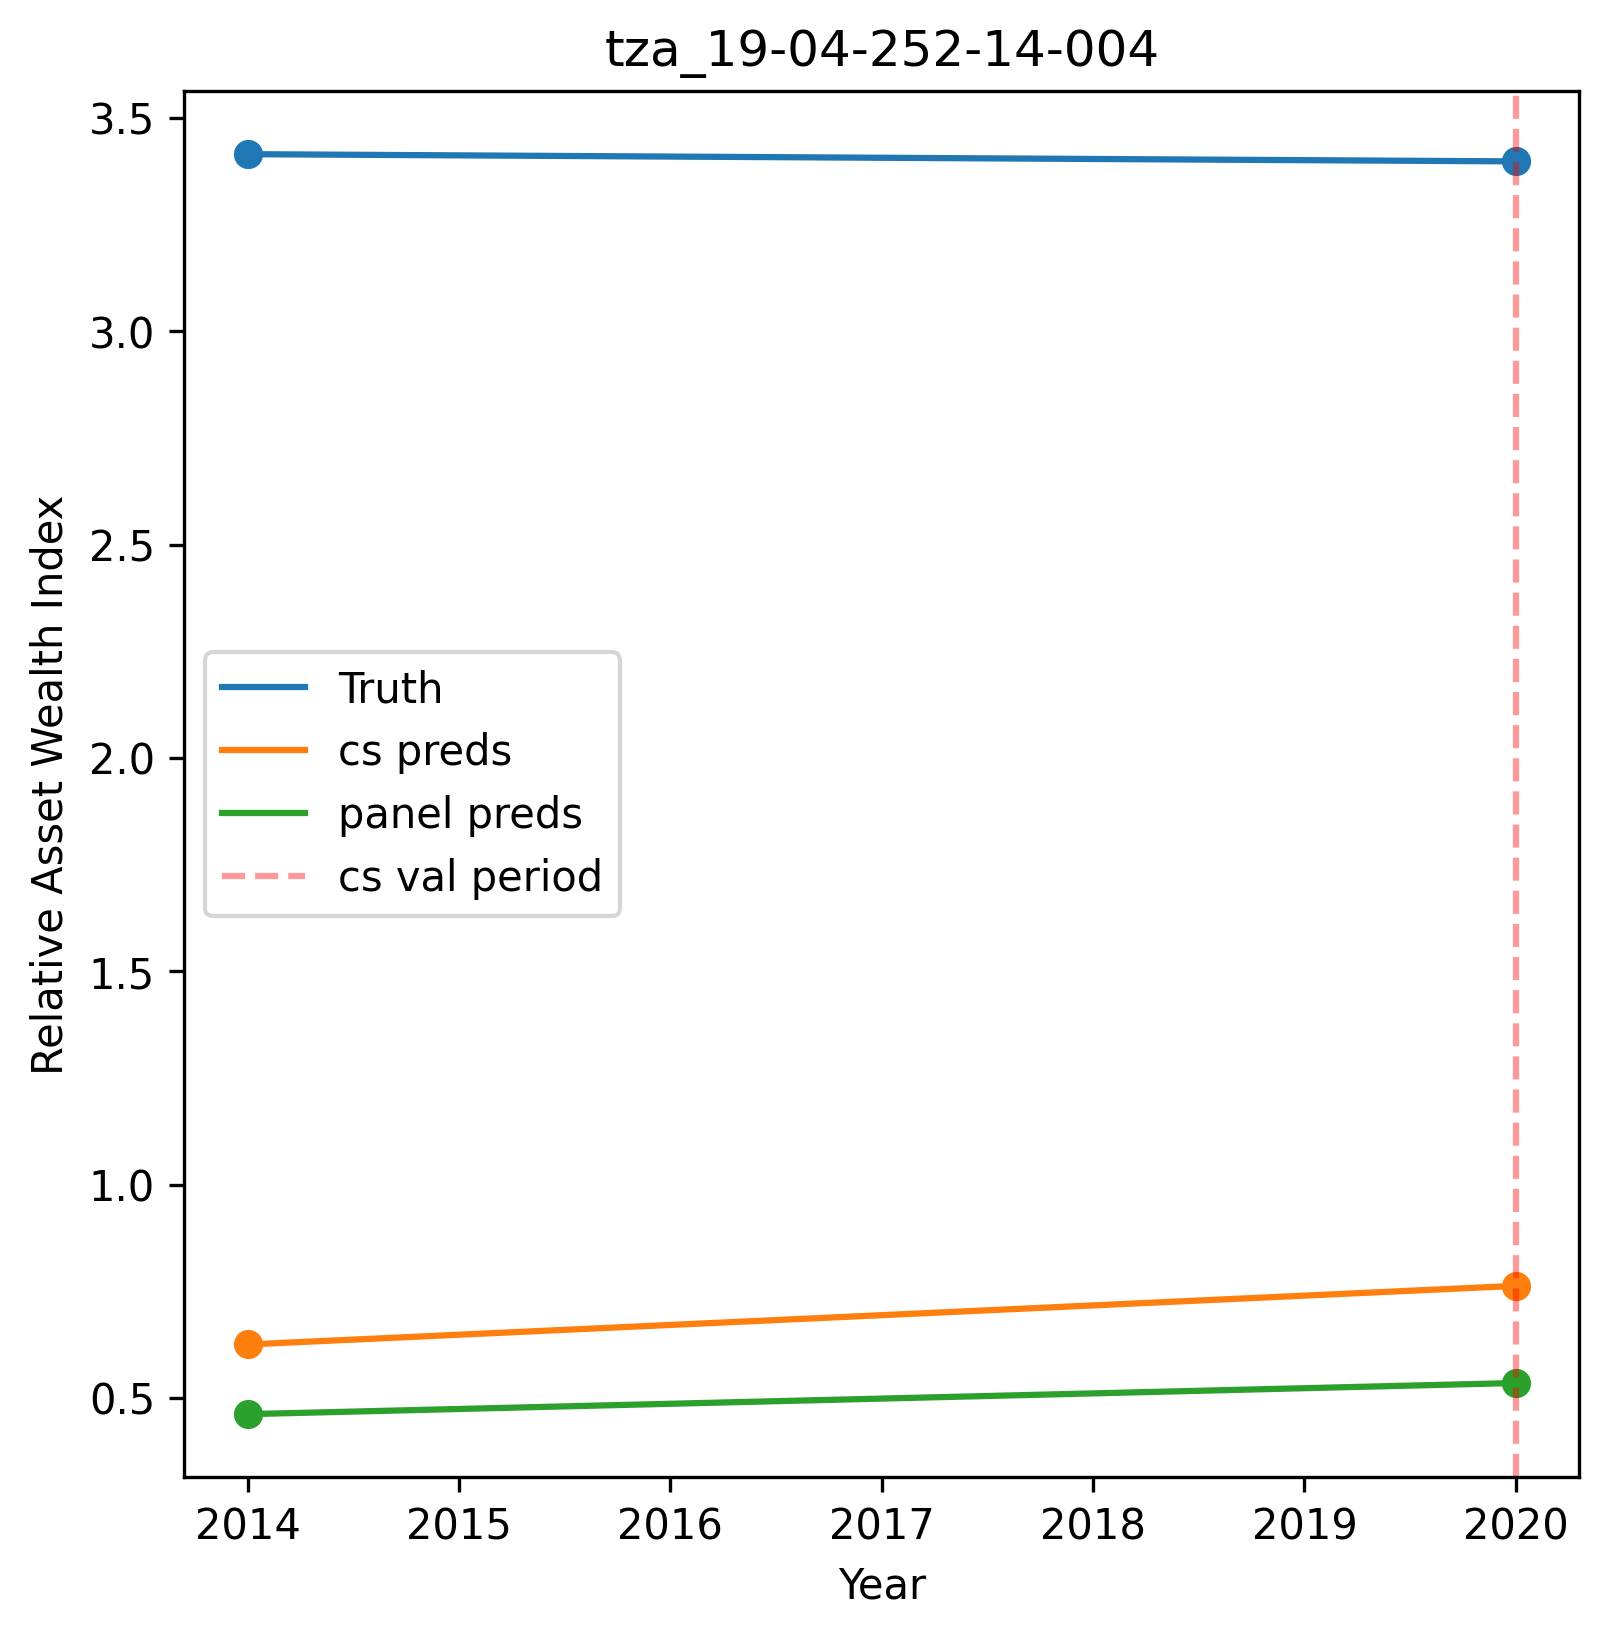 tza_19-04-252-14-004
3.5
3.0
2.5
2.0
1.5
1.0
0.5
Relative Asset Wealth Index
Truth
cs preds
panel preds
cs val period
2014 2015 2016 2017 2018 2019 2020
Year